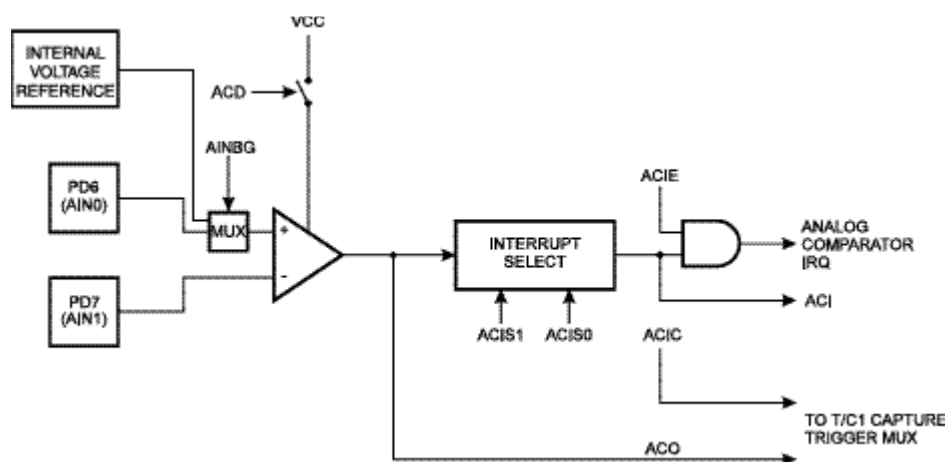 VCC
INTERNAL
VOLTAGE
REFERENCE
ACD
AINBG
PD6
(AIN0)
MUX
+
-
PD7
(AIN1)
INTERRUPT
SELECT
ACIS1 ACIS0
ACIE
ANALOG
COMPARATOR
IRQ
ACI
ACIC
TO T/C1 CAPTURE
TRIGGER MUX
ACO